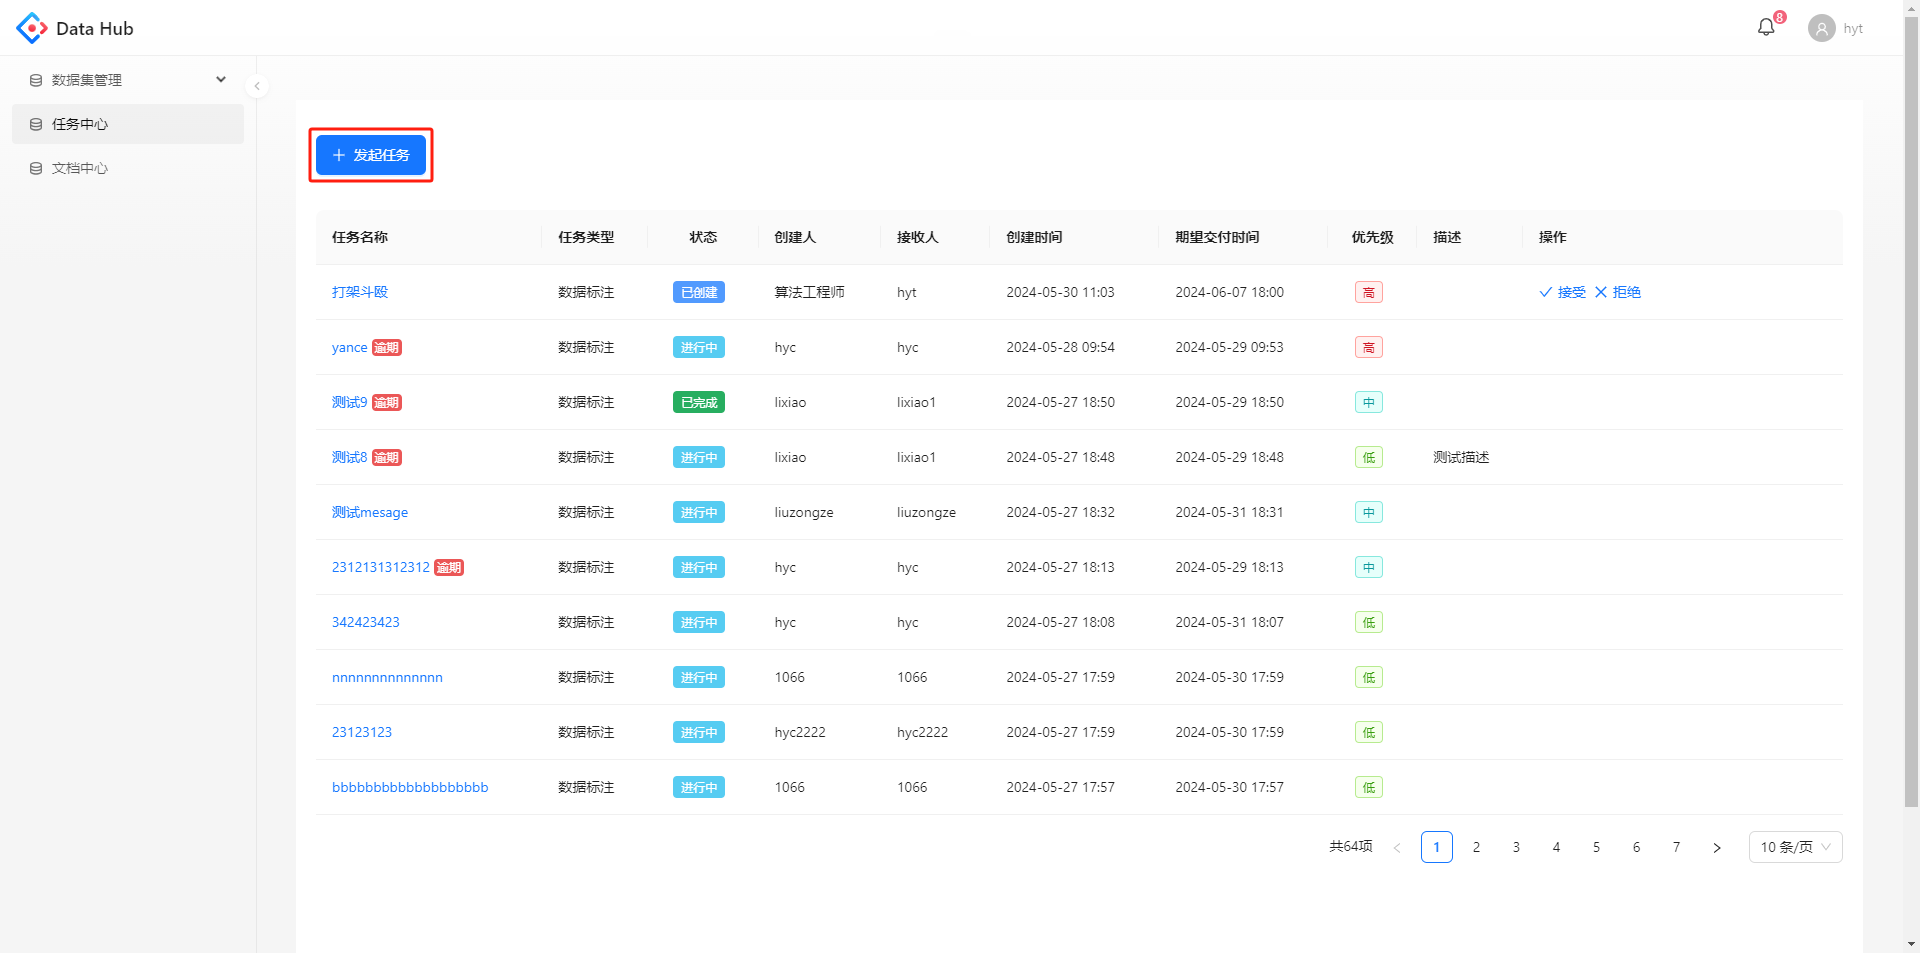 Data Hub
8
hyt
数据集管理
任务中心
文档中心
发起任务
任务名称 任务类型 状态 创建人 接收人 创建时间 期望交付时间 优先级 描述 操作
打架斗殴 数据标注 已创建 算法工程师 hyt 2024-05-30 11:03 2024-06-07 18:00 高 接受 拒绝
yance 逾期 数据标注 进行中 hyc hyc 2024-05-28 09:54 2024-05-29 09:53 高
测试9 逾期 数据标注 已完成 lixiao lixiao1 2024-05-27 18:50 2024-05-29 18:50 中
测试8 逾期 数据标注 进行中 lixiao lixiao1 2024-05-27 18:48 2024-05-29 18:48 低 测试描述
测试mesage 数据标注 进行中 liuzongze liuzongze 2024-05-27 18:32 2024-05-31 18:31 中
2312131312312 逾期 数据标注 进行中 hyc hyc 2024-05-27 18:13 2024-05-29 18:13 中
342423423 数据标注 进行中 hyc hyc 2024-05-27 18:08 2024-05-31 18:07 低
nnnnnnnnnnnnnn 数据标注 进行中 1066 1066 2024-05-27 17:59 2024-05-30 17:59 低
23123123 数据标注 进行中 hyc2222 hyc2222 2024-05-27 17:59 2024-05-30 17:59 低
bbbbbbbbbbbbbbbbbbb 数据标注 进行中 1066 1066 2024-05-27 17:57 2024-05-30 17:57 低
共64项 < 1 2 3 4 5 6 7 > 10 条/页